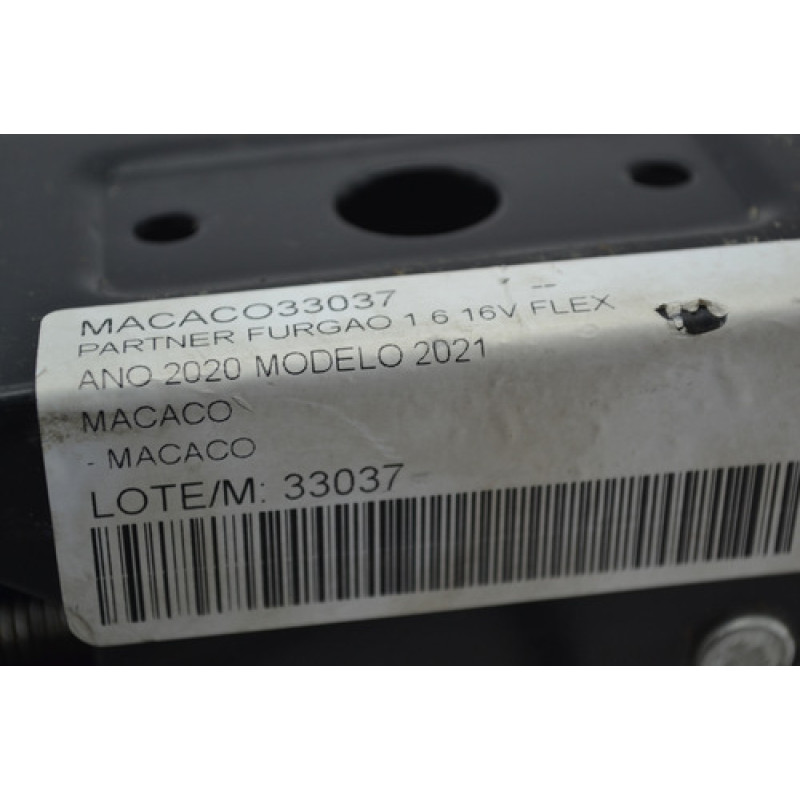 MACACO33037 --
PARTNER FURGAO 1 6 16V FLEX
ANO 2020 MODELO 2021
MACACO
- MACACO
LOTE/M: 33037